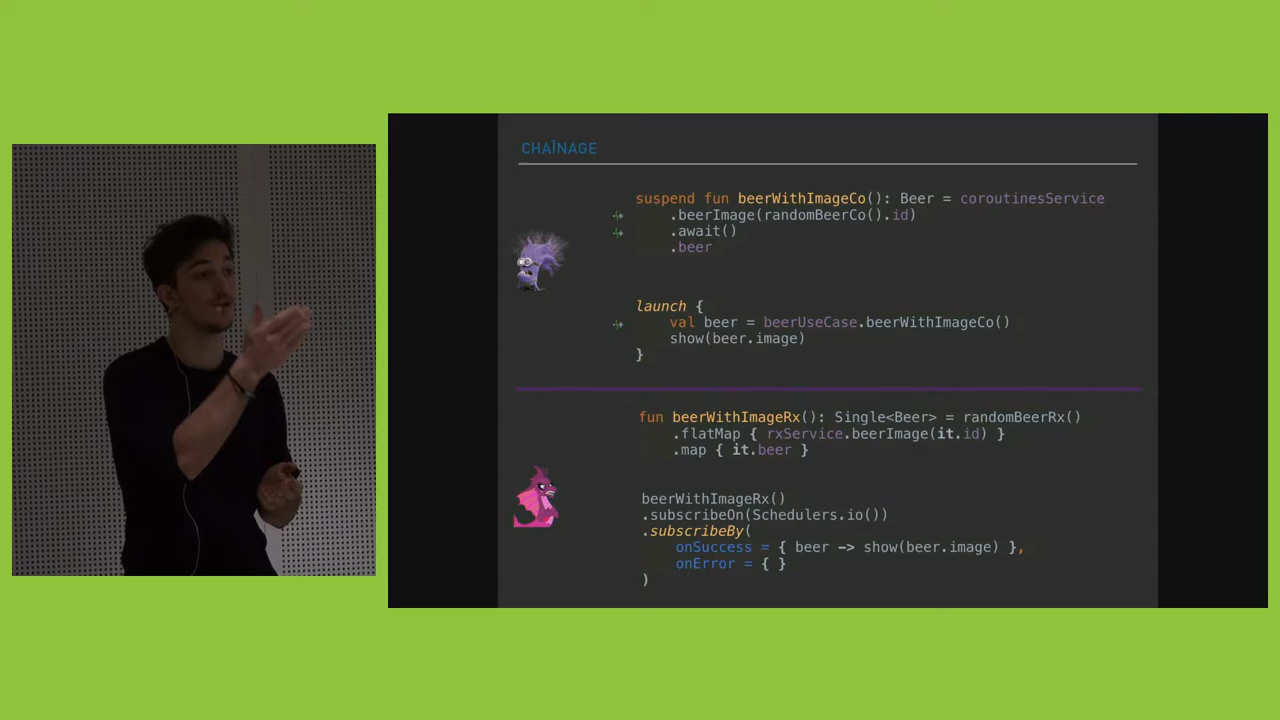 CHAÎNAGE
suspend fun beerWithImageCo(): Beer = coroutinesService
.beerImage(randomBeerCo().id)
.await()
.beer
launch {
val beer = beerUseCase.beerWithImageCo()
show(beer.image)
}
fun beerWithImageRx(): Single<Beer> = randomBeerRx()
.flatMap { rxService.beerImage(it.id) }
.map { it.beer }
beerWithImageRx()
.subscribeOn(Schedulers.io())
.subscribeBy(
onSuccess = { beer -> show(beer.image) },
onError = { }
)